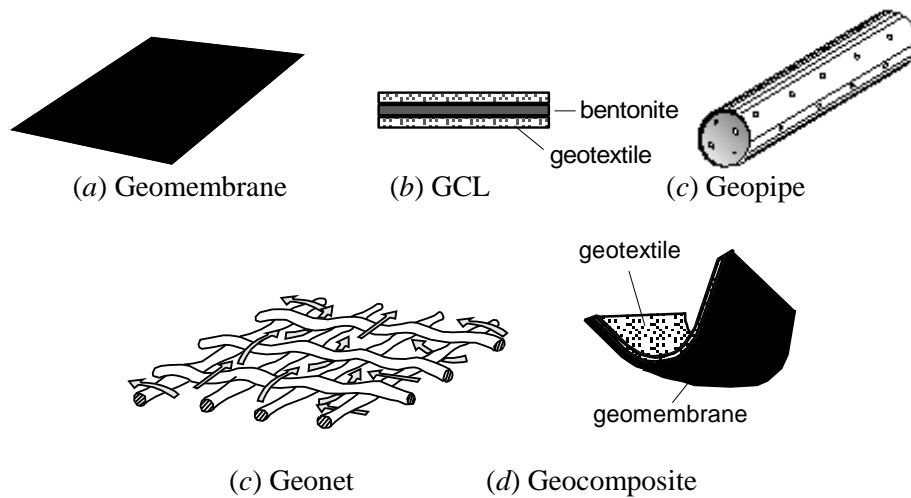 bentonite
geotextile
(a) Geomembrane
(b) GCL
(c) Geopipe
geotextile
geomembrane
(c) Geonet
(d) Geocomposite